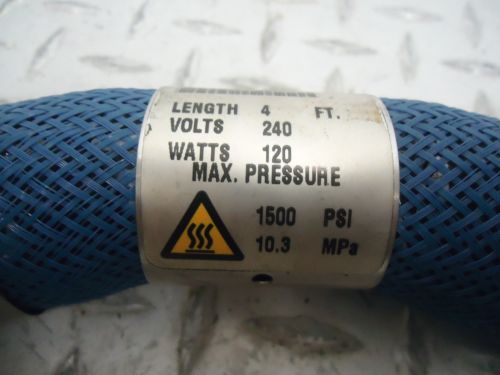 LENGTH 4 FT.
VOLTS 240
WATTS 120
MAX. PRESSURE
1500 PSI
10.3 MPa